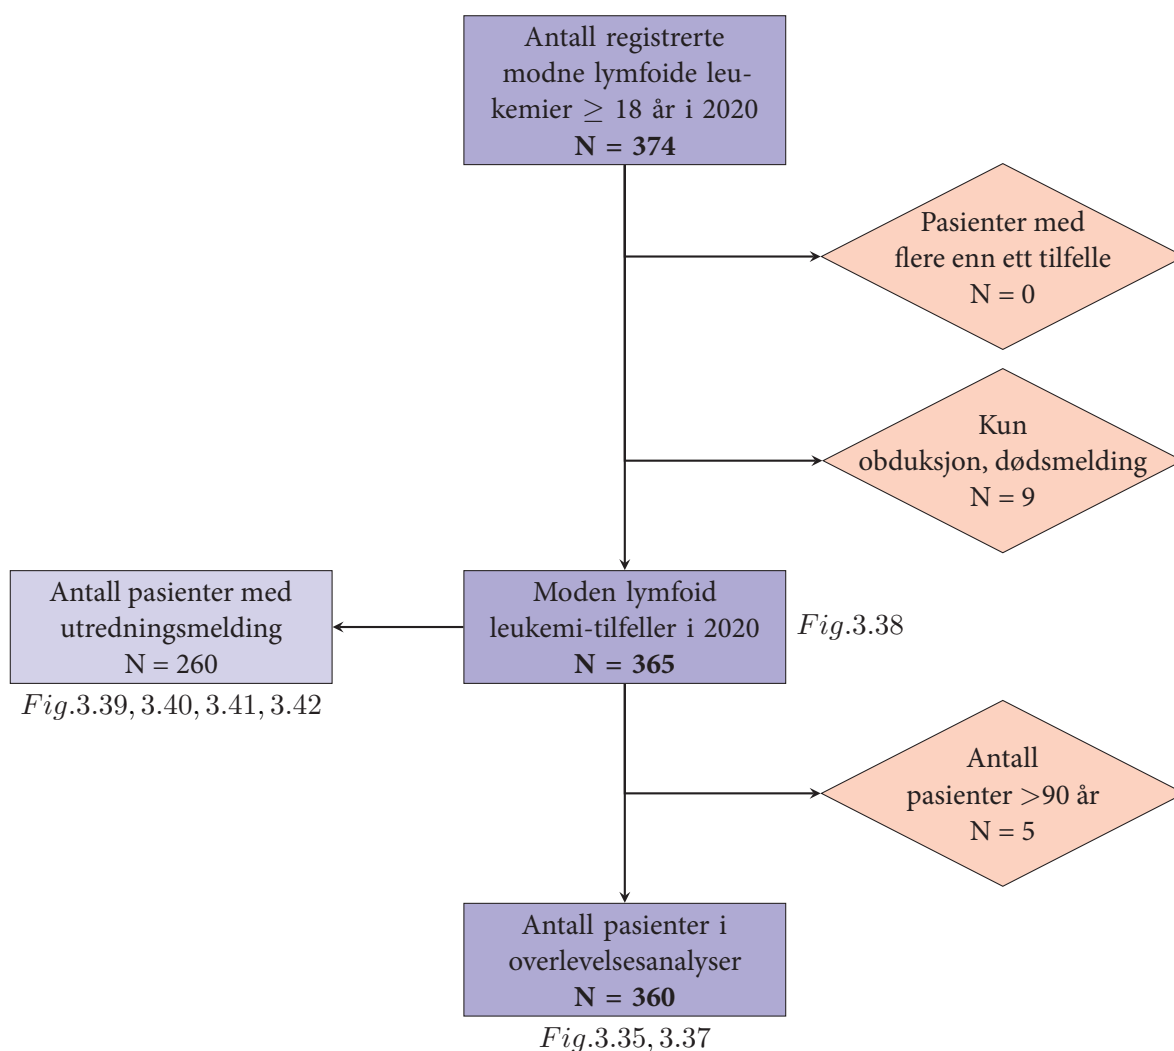 Antall registrerte
modne lymfoide leu-
kemier ≥ 18 år i 2020
N = 374
Pasienter med
flere enn ett tilfelle
N = 0
Kun
obduksjon, dødsmelding
N = 9
Antall pasienter med
utredningsmelding
N = 260
Fig.3.39, 3.40, 3.41, 3.42
Moden lymfoid
leukemi-tilfeller i 2020
N = 365
Fig.3.38
Antall
pasienter >90 år
N = 5
Antall pasienter i
overlevelsesanalyser
N = 360
Fig.3.35, 3.37